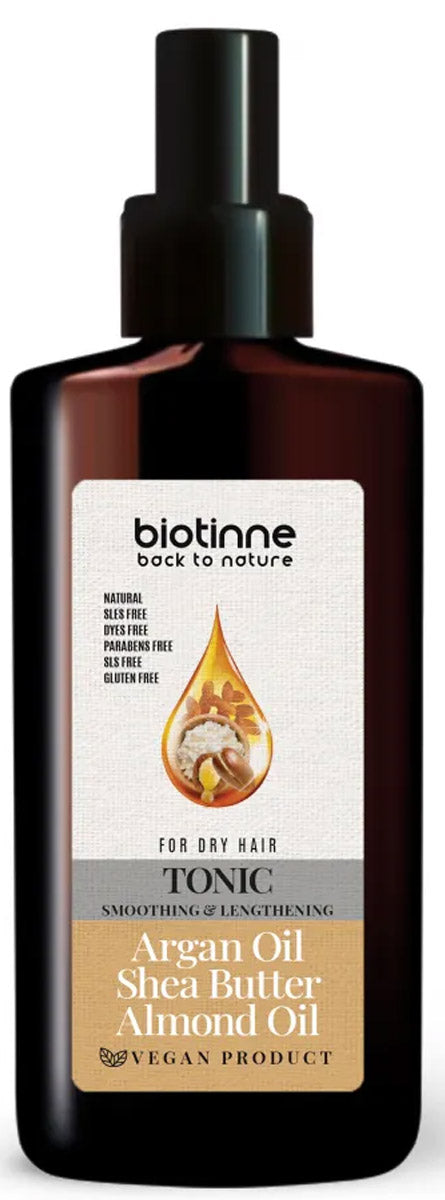 biotinne
back to nature
NATURAL
SLES FREE
DYES FREE
PARABENS FREE
SLS FREE
GLUTEN FREE
FOR DRY HAIR
TONIC
SMOOTHING & LENGTHENING
Argan Oil
Shea Butter
Almond Oil
VEGAN PRODUCT